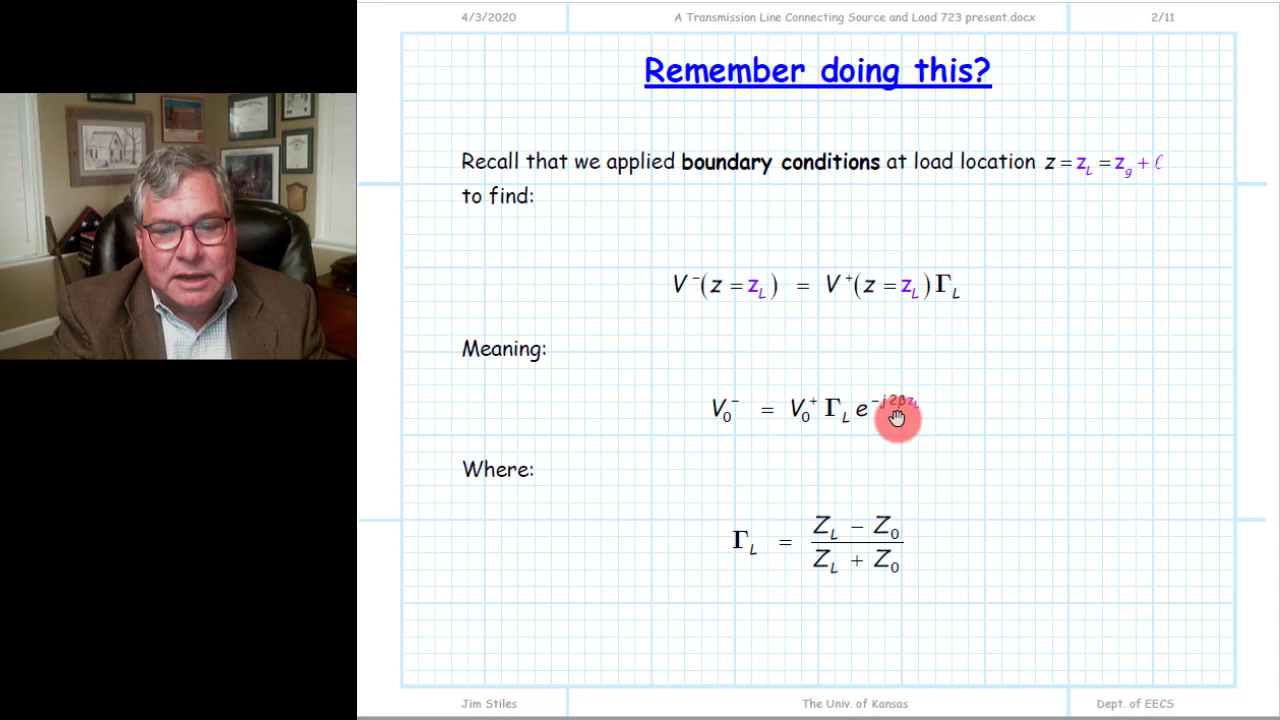 4/3/2020 A Transmission Line Connecting Source and Load 723 present.docx 2/11
Remember doing this?
Recall that we applied boundary conditions at load location z = z_L = z_g + ℓ
to find:
V⁻(z = z_L) = V⁺(z = z_L) Γ_L
Meaning:
V₀⁻ = V₀⁺ Γ_L e^{−j2βz_L}
Where:
Γ_L = (Z_L − Z₀) / (Z_L + Z₀)
Jim Stiles The Univ. of Kansas Dept. of EECS